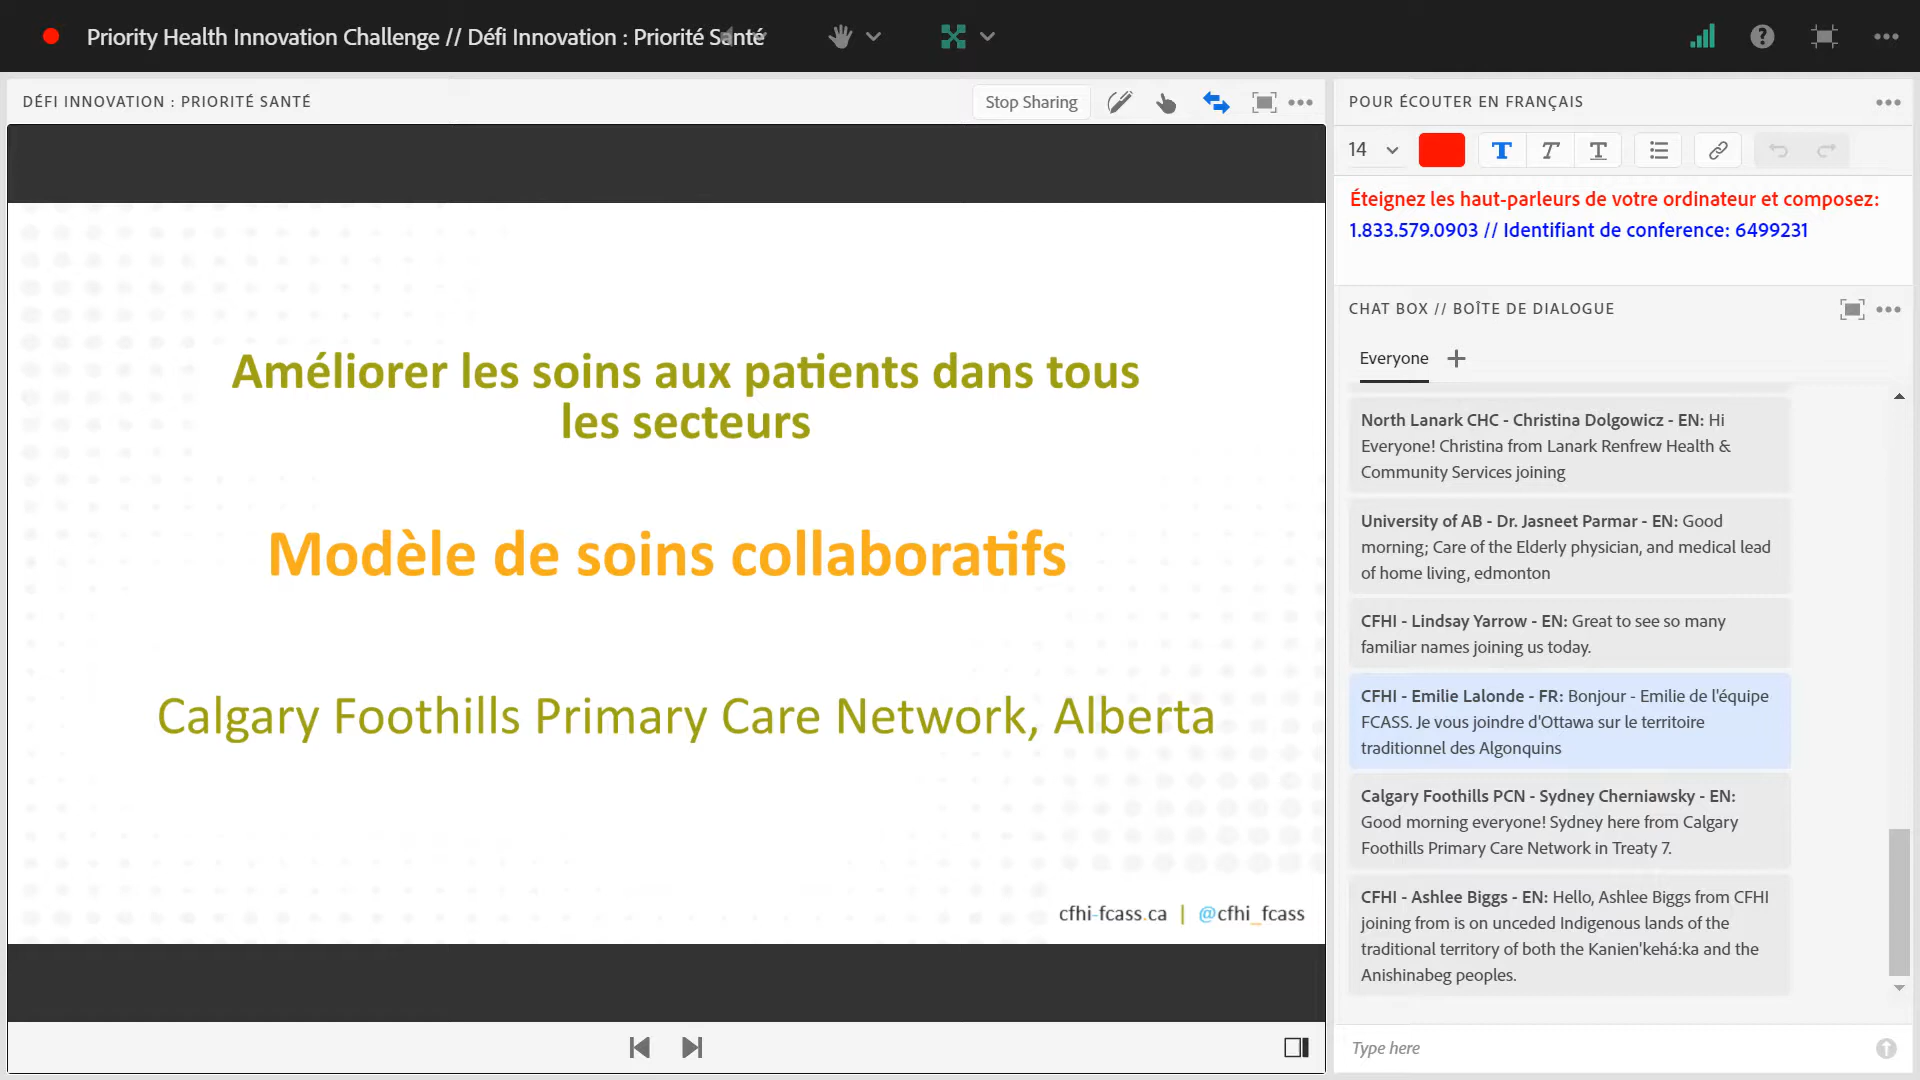 Priority Health Innovation Challenge // Défi Innovation : Priorité Santé
DÉFI INNOVATION : PRIORITÉ SANTÉ
Stop Sharing
Améliorer les soins aux patients dans tous
les secteurs
Modèle de soins collaboratifs
Calgary Foothills Primary Care Network, Alberta
cfhi-fcass.ca | @cfhi_fcass
POUR ÉCOUTER EN FRANÇAIS
14
Éteignez les haut-parleurs de votre ordinateur et composez:
1.833.579.0903 // Identifiant de conference: 6499231
CHAT BOX // BOÎTE DE DIALOGUE
Everyone
North Lanark CHC - Christina Dolgowicz - EN: Hi
Everyone! Christina from Lanark Renfrew Health &
Community Services joining
University of AB - Dr. Jasneet Parmar - EN: Good
morning; Care of the Elderly physician, and medical lead
of home living, edmonton
CFHI - Lindsay Yarrow - EN: Great to see so many
familiar names joining us today.
CFHI - Emilie Lalonde - FR: Bonjour - Emilie de l'équipe
FCASS. Je vous joindre d'Ottawa sur le territoire
traditionnel des Algonquins
Calgary Foothills PCN - Sydney Cherniawsky - EN:
Good morning everyone! Sydney here from Calgary
Foothills Primary Care Network in Treaty 7.
CFHI - Ashlee Biggs - EN: Hello, Ashlee Biggs from CFHI
joining from is on unceded Indigenous lands of the
traditional territory of both the Kanien'kehá:ka and the
Anishinabeg peoples.
Type here